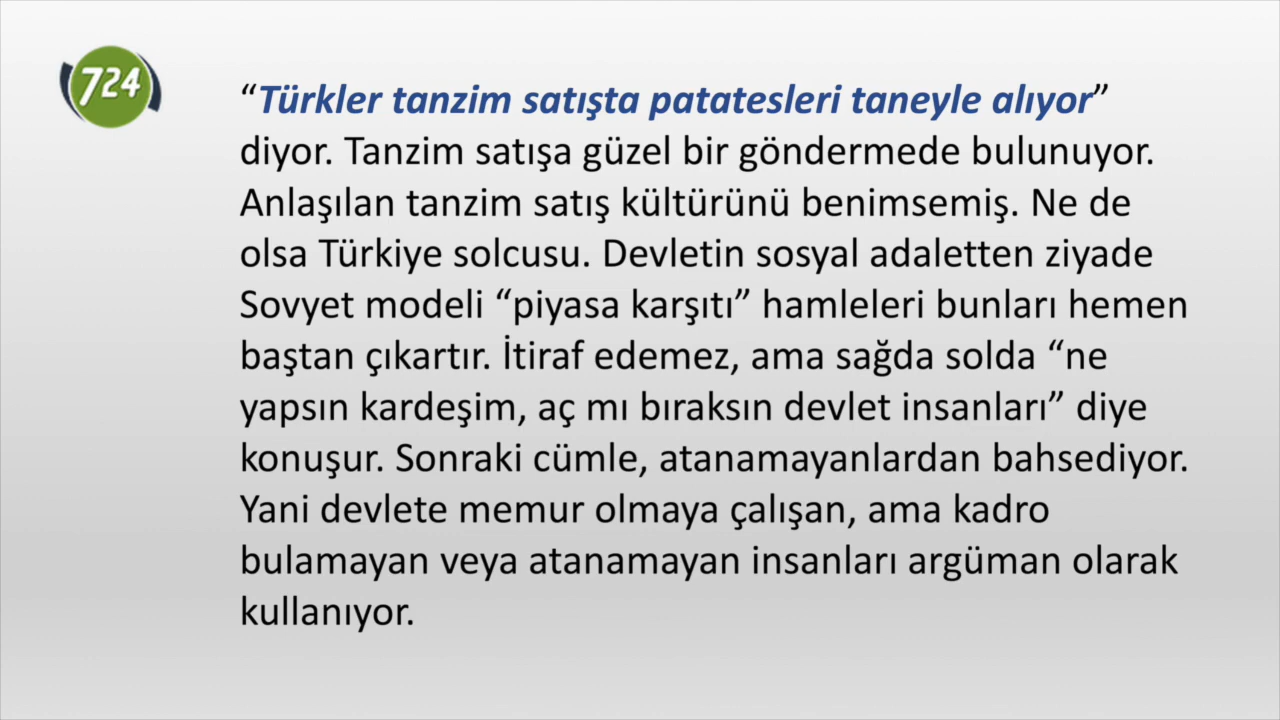 724
“Türkler tanzim satışta patatesleri taneyle alıyor”
diyor. Tanzim satışa güzel bir göndermede bulunuyor.
Anlaşılan tanzim satış kültürünü benimsemiş. Ne de
olsa Türkiye solcusu. Devletin sosyal adaletten ziyade
Sovyet modeli “piyasa karşıtı” hamleleri bunları hemen
baştan çıkartır. İtiraf edemez, ama sağda solda “ne
yapsın kardeşim, aç mı bıraksın devlet insanları” diye
konuşur. Sonraki cümle, atanamayanlardan bahsediyor.
Yani devlete memur olmaya çalışan, ama kadro
bulamayan veya atanamayan insanları argüman olarak
kullanıyor.